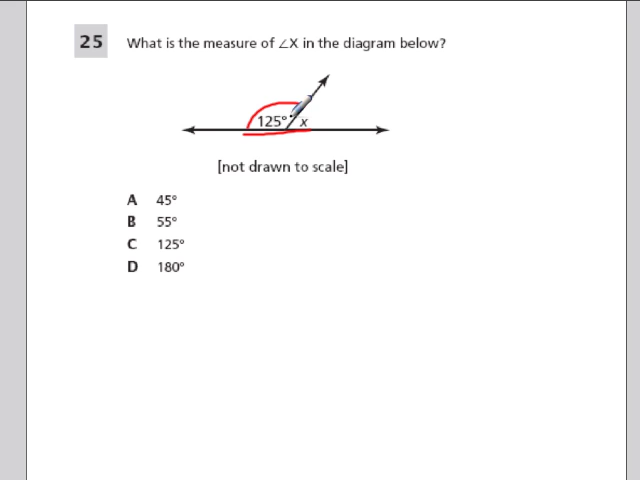 25 What is the measure of ∠X in the diagram below?
125° x
[not drawn to scale]
A 45°
B 55°
C 125°
D 180°